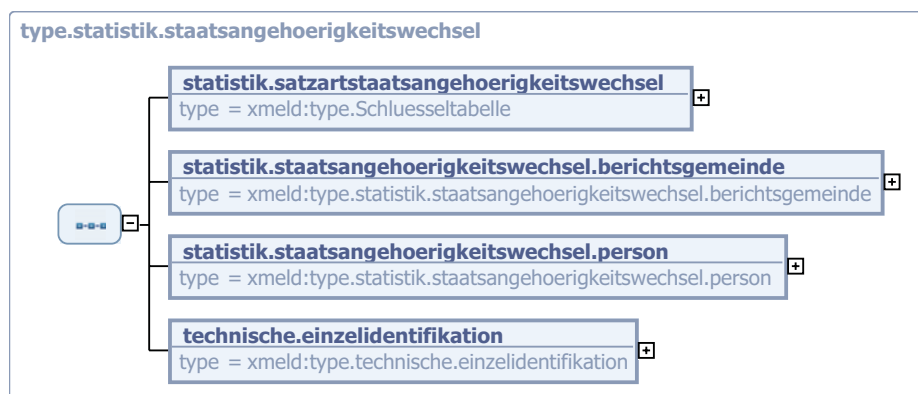 type.statistik.staatsangehoerigkeitswechsel
statistik.satzartstaatsangehoerigkeitswechsel
type = xmeld:type.Schluesseltabelle
statistik.staatsangehoerigkeitswechsel.berichtsgemeinde
type = xmeld:type.statistik.staatsangehoerigkeitswechsel.berichtsgemeinde
statistik.staatsangehoerigkeitswechsel.person
type = xmeld:type.statistik.staatsangehoerigkeitswechsel.person
technische.einzelidentifikation
type = xmeld:type.technische.einzelidentifikation